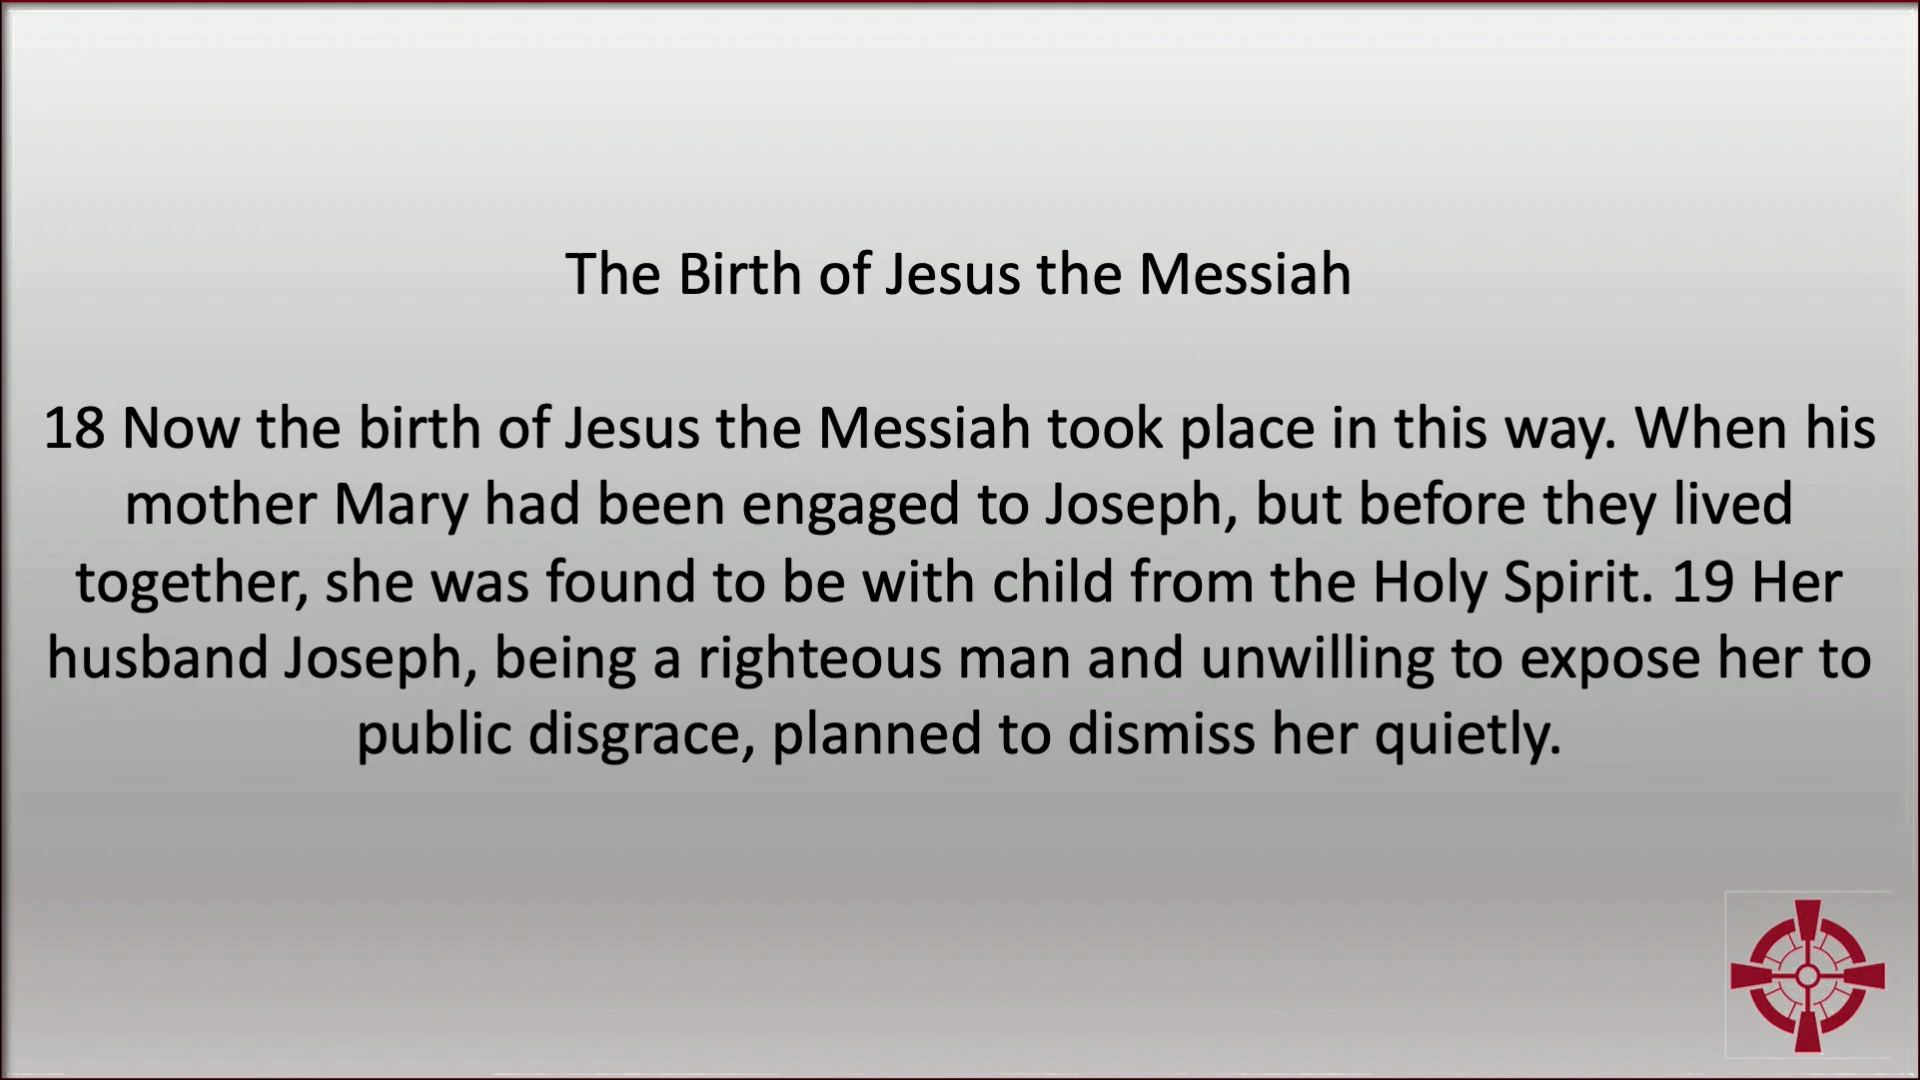 The Birth of Jesus the Messiah
18 Now the birth of Jesus the Messiah took place in this way. When his
mother Mary had been engaged to Joseph, but before they lived
together, she was found to be with child from the Holy Spirit. 19 Her
husband Joseph, being a righteous man and unwilling to expose her to
public disgrace, planned to dismiss her quietly.